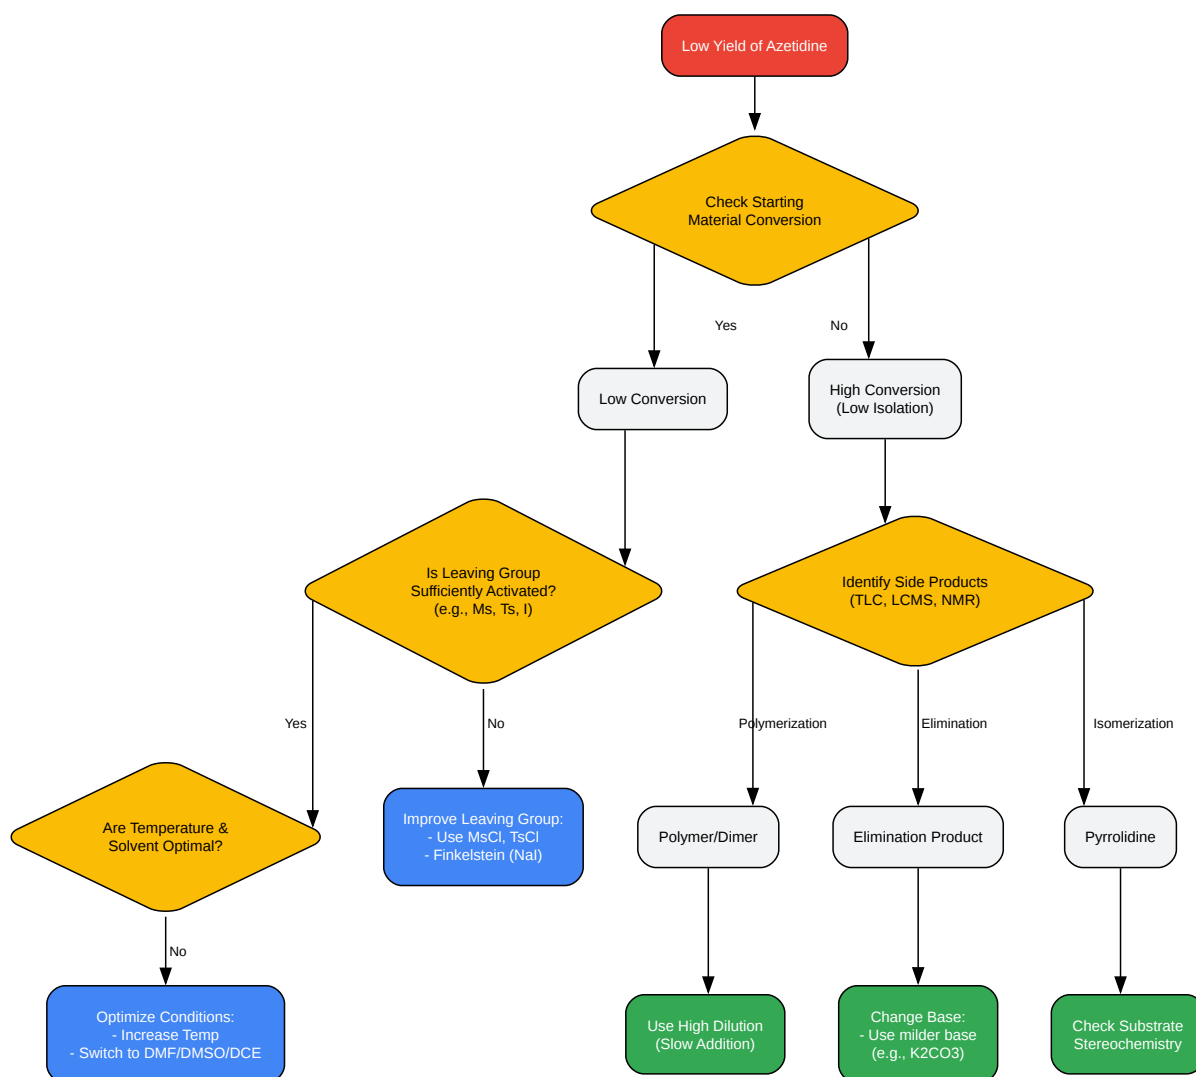 Low Yield of Azetidine
Check Starting
Material Conversion
Yes
No
Low Conversion
High Conversion
(Low Isolation)
Is Leaving Group
Sufficiently Activated?
(e.g., Ms, Ts, I)
Identify Side Products
(TLC, LCMS, NMR)
Yes
No
Polymerization
Elimination
Isomerization
Are Temperature &
Solvent Optimal?
Improve Leaving Group:
- Use MsCl, TsCl
- Finkelstein (NaI)
Polymer/Dimer
Elimination Product
Pyrrolidine
No
Optimize Conditions:
- Increase Temp
- Switch to DMF/DMSO/DCE
Use High Dilution
(Slow Addition)
Change Base:
- Use milder base
(e.g., K2CO3)
Check Substrate
Stereochemistry